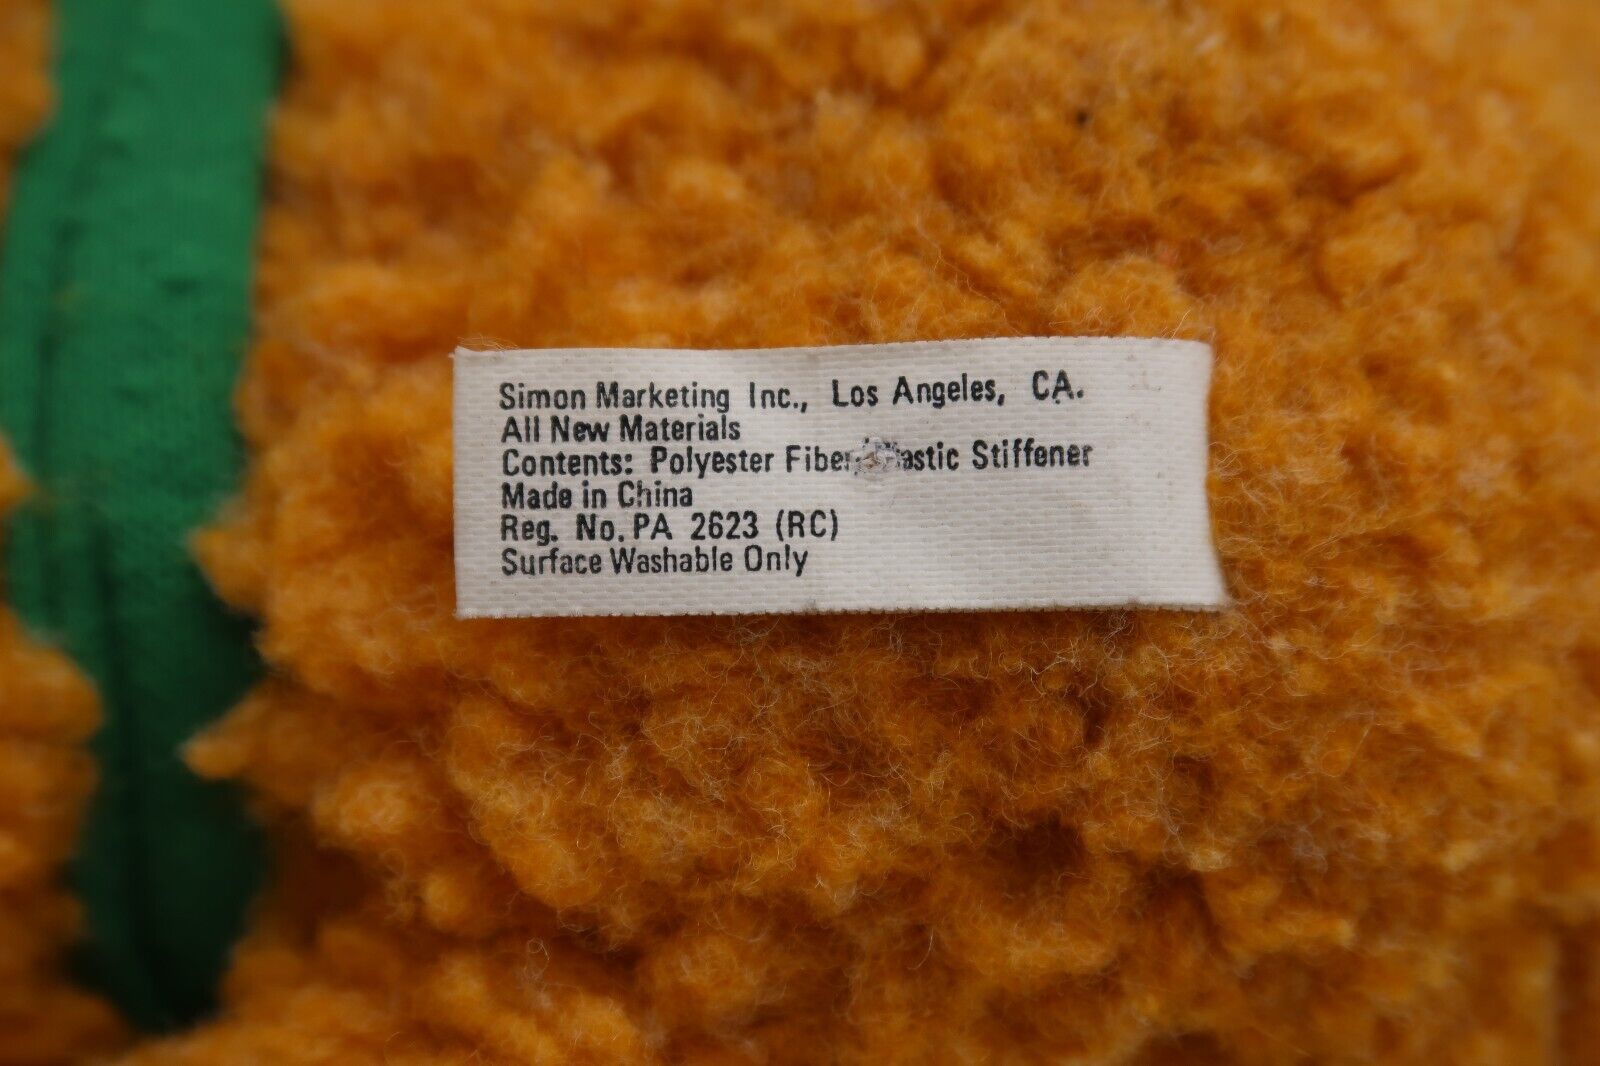 Simon Marketing Inc., Los Angeles, CA.
All New Materials
Contents: Polyester Fiber Stiffener
Made in China
Reg. No. PA 2623 (RC)
Surface Washable Only